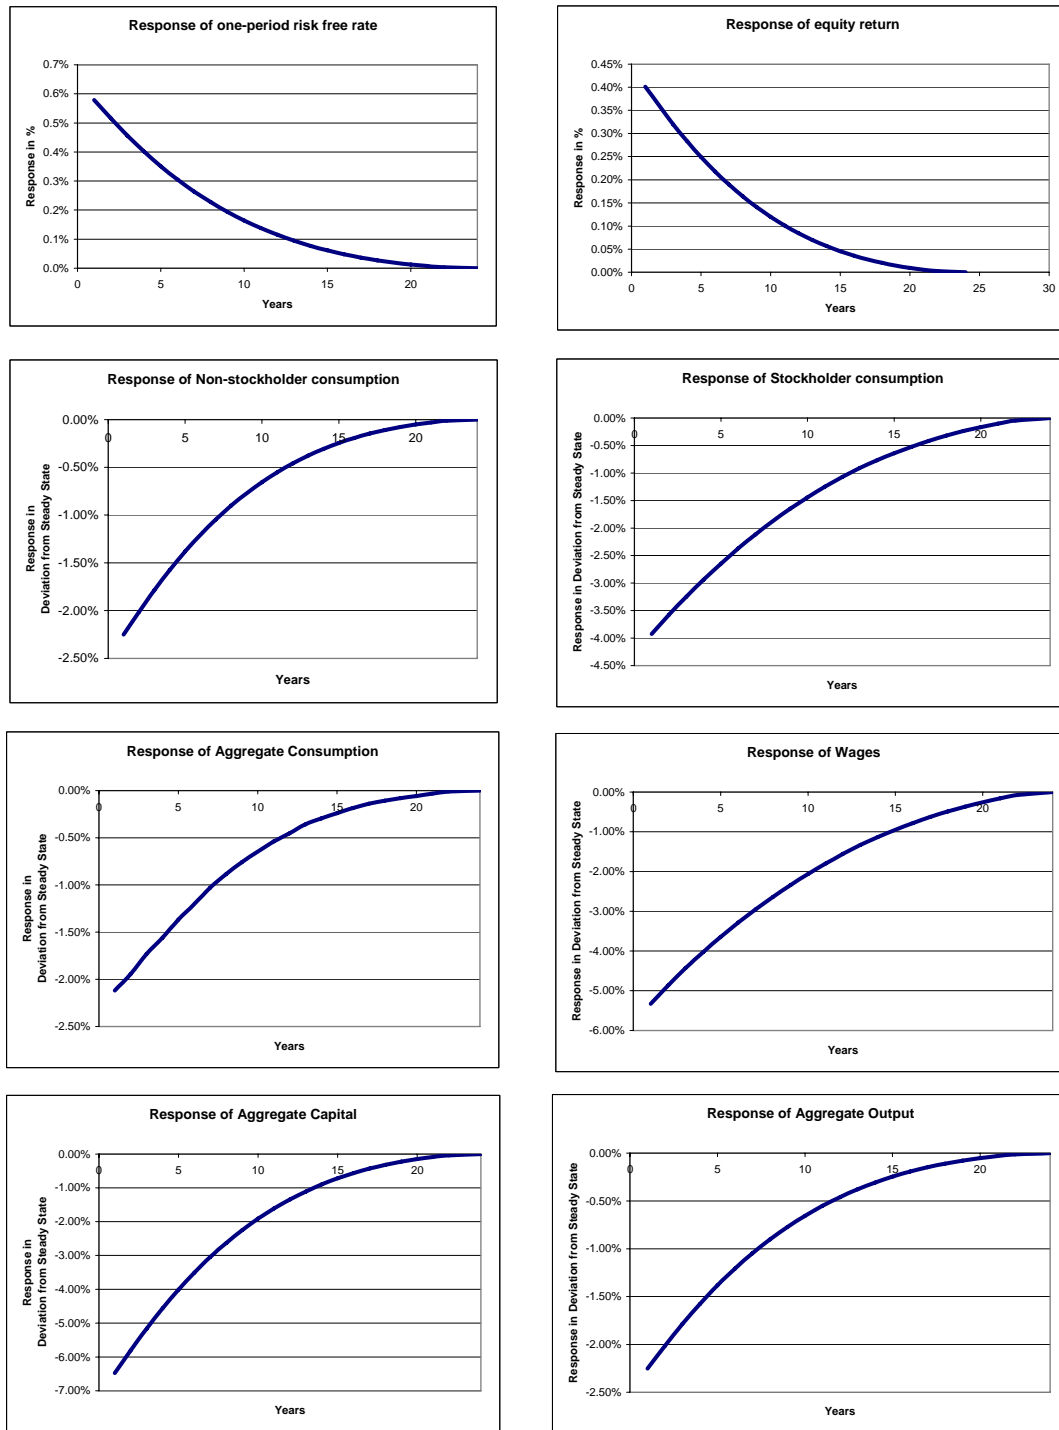 Response of one-period risk free rate
0.7%
0.6%
0.5%
0.4%
0.3%
0.2%
0.1%
0.0%
0 5 10 15 20
Response in %
Years
Response of equity return
0.45%
0.40%
0.35%
0.30%
0.25%
0.20%
0.15%
0.10%
0.05%
0.00%
0 5 10 15 20 25 30
Response in %
Years
Response of Non-stockholder consumption
0.00%
-0.50%
-1.00%
-1.50%
-2.00%
-2.50%
0 5 10 15 20
Response in
Deviation from Steady State
Years
Response of Stockholder consumption
0.00%
-0.50%
-1.00%
-1.50%
-2.00%
-2.50%
-3.00%
-3.50%
-4.00%
-4.50%
0 5 10 15 20
Response in Deviation from Steady State
Years
Response of Aggregate Consumption
0.00%
-0.50%
-1.00%
-1.50%
-2.00%
-2.50%
0 5 10 15 20
Response in
Deviation from Steady State
Years
Response of Wages
0.00%
-1.00%
-2.00%
-3.00%
-4.00%
-5.00%
-6.00%
0 5 10 15 20
Response in Deviation from Steady State
Years
Response of Aggregate Capital
0.00%
-1.00%
-2.00%
-3.00%
-4.00%
-5.00%
-6.00%
-7.00%
0 5 10 15 20
Response in
Deviation from Steady State
Years
Response of Aggregate Output
0.00%
-0.50%
-1.00%
-1.50%
-2.00%
-2.50%
0 5 10 15 20
Response in Deviation from Steady State
Years